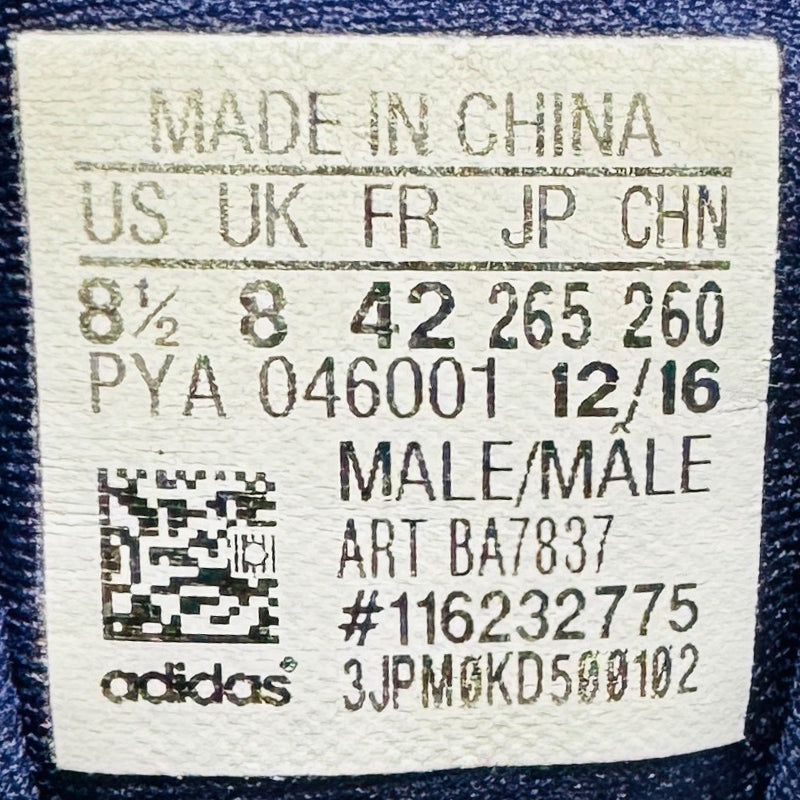 MADE IN CHINA
US UK FR JP CHN
8½ 8 42 265 260
PYA 046001 12/16
MALE/MÂLE
ART BA7837
#116232775
adidas® 3JPM0KD500102